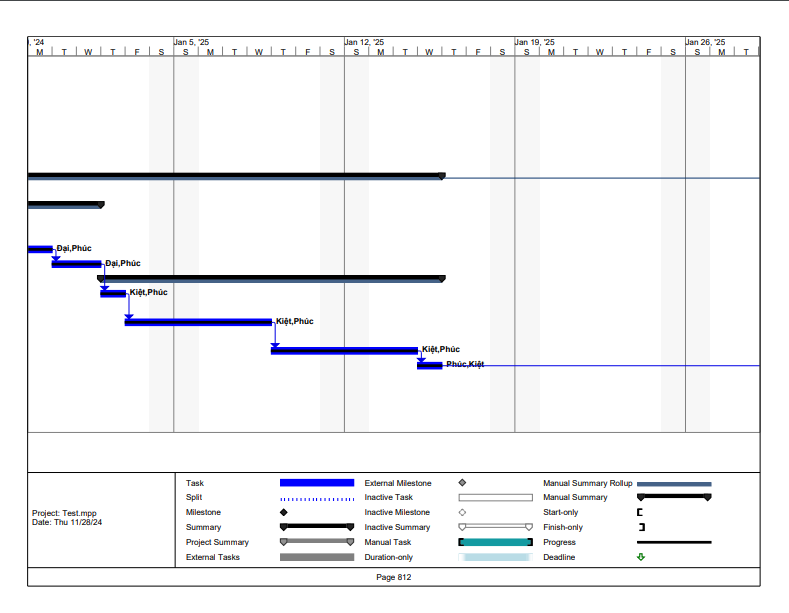 , '24 Jan 5, '25 Jan 12, '25 Jan 19, '25 Jan 26, '25
M T W T F S S M T W T F S S M T W T F S S M T W T F S S M T
Đại,Phúc
Đại,Phúc
Kiệt,Phúc
Kiệt,Phúc
Kiệt,Phúc
Phúc,Kiệt
Project: Test.mpp
Date: Thu 11/28/24
Task
Split
Milestone
Summary
Project Summary
External Tasks
External Milestone
Inactive Task
Inactive Milestone
Inactive Summary
Manual Task
Duration-only
Manual Summary Rollup
Manual Summary
Start-only
Finish-only
Progress
Deadline
Page 812